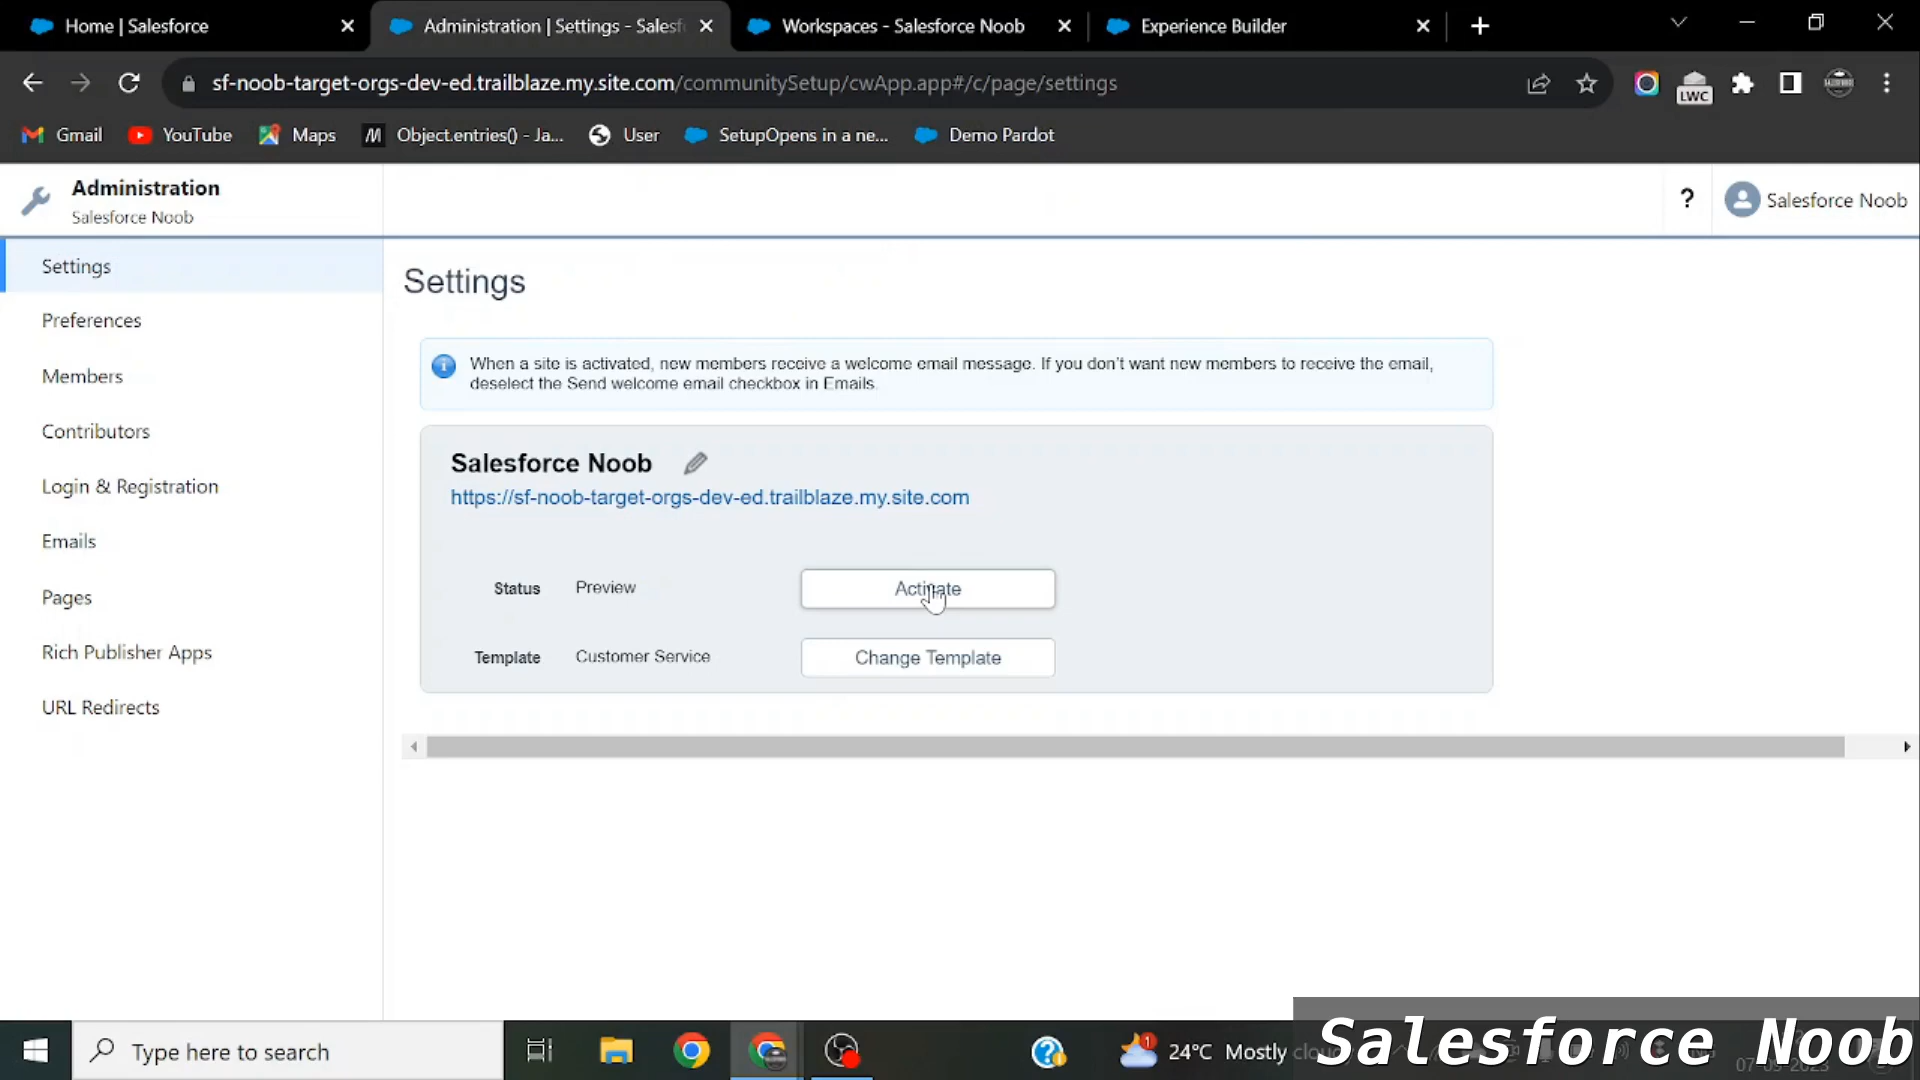 Home | Salesforce
Administration | Settings - Salesf
Workspaces - Salesforce Noob
Experience Builder
sf-noob-target-orgs-dev-ed.trailblaze.my.site.com/communitySetup/cwApp.app#/c/page/settings
LWC
Gmail
YouTube
Maps
Object.entries() - Ja...
User
SetupOpens in a ne...
Demo Pardot
Administration
Salesforce Noob
?
Salesforce Noob
Settings
Preferences
Members
Contributors
Login & Registration
Emails
Pages
Rich Publisher Apps
URL Redirects
Settings
When a site is activated, new members receive a welcome email message. If you don't want new members to receive the email,
deselect the Send welcome email checkbox in Emails.
Salesforce Noob
https://sf-noob-target-orgs-dev-ed.trailblaze.my.site.com
Status Preview Activate
Template Customer Service Change Template
Type here to search
1
24°C Mostly cloudy
Salesforce Noob